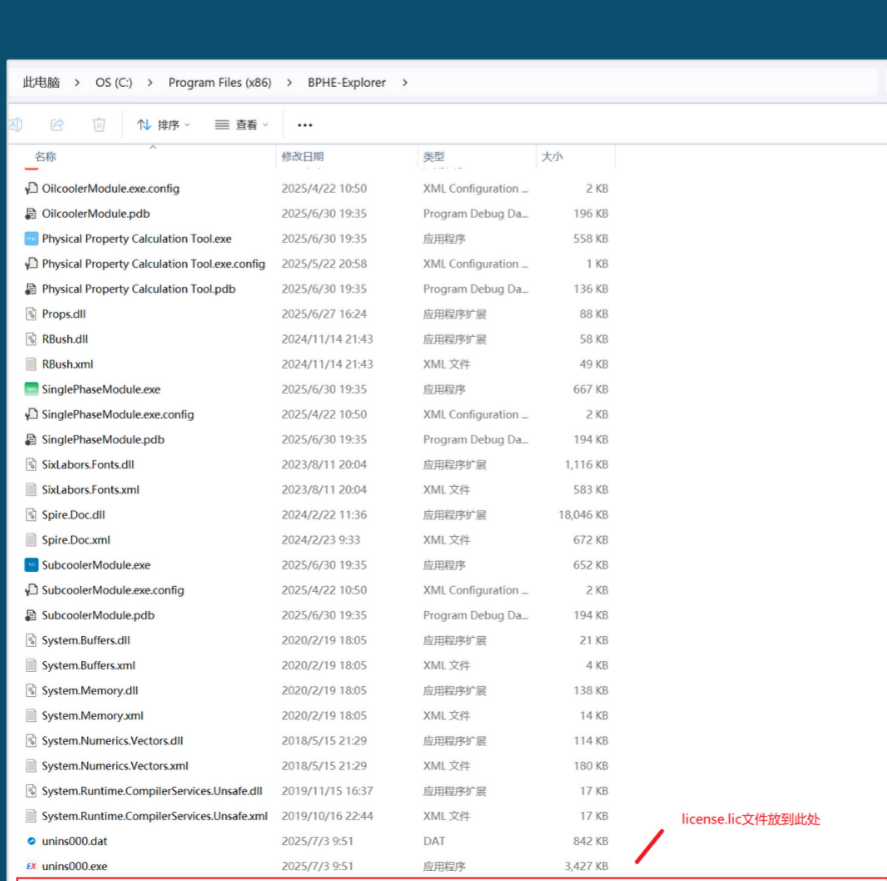 此电脑 > OS (C:) > Program Files (x86) > BPHE-Explorer >
排序 查看 ...
名称 修改日期 类型 大小
OilcoolerModule.exe.config 2025/4/22 10:50 XML Configuration ... 2 KB
OilcoolerModule.pdb 2025/6/30 19:35 Program Debug Da... 196 KB
Physical Property Calculation Tool.exe 2025/6/30 19:35 应用程序 558 KB
Physical Property Calculation Tool.exe.config 2025/5/22 20:58 XML Configuration ... 1 KB
Physical Property Calculation Tool.pdb 2025/6/30 19:35 Program Debug Da... 136 KB
Props.dll 2025/6/27 16:24 应用程序扩展 88 KB
RBush.dll 2024/11/14 21:43 应用程序扩展 58 KB
RBush.xml 2024/11/14 21:43 XML 文件 49 KB
SinglePhaseModule.exe 2025/6/30 19:35 应用程序 667 KB
SinglePhaseModule.exe.config 2025/4/22 10:50 XML Configuration ... 2 KB
SinglePhaseModule.pdb 2025/6/30 19:35 Program Debug Da... 194 KB
SixLabors.Fonts.dll 2023/8/11 20:04 应用程序扩展 1,116 KB
SixLabors.Fonts.xml 2023/8/11 20:04 XML 文件 583 KB
Spire.Doc.dll 2024/2/22 11:36 应用程序扩展 18,046 KB
Spire.Doc.xml 2024/2/23 9:33 XML 文件 672 KB
SubcoolerModule.exe 2025/6/30 19:35 应用程序 652 KB
SubcoolerModule.exe.config 2025/4/22 10:50 XML Configuration ... 2 KB
SubcoolerModule.pdb 2025/6/30 19:35 Program Debug Da... 194 KB
System.Buffers.dll 2020/2/19 18:05 应用程序扩展 21 KB
System.Buffers.xml 2020/2/19 18:05 XML 文件 4 KB
System.Memory.dll 2020/2/19 18:05 应用程序扩展 138 KB
System.Memory.xml 2020/2/19 18:05 XML 文件 14 KB
System.Numerics.Vectors.dll 2018/5/15 21:29 应用程序扩展 114 KB
System.Numerics.Vectors.xml 2018/5/15 21:29 XML 文件 180 KB
System.Runtime.CompilerServices.Unsafe.dll 2019/11/15 16:37 应用程序扩展 17 KB
System.Runtime.CompilerServices.Unsafe.xml 2019/10/16 22:44 XML 文件 17 KB
license.lic文件放到此处
unins000.dat 2025/7/3 9:51 DAT 842 KB
EX unins000.exe 2025/7/3 9:51 应用程序 3,427 KB